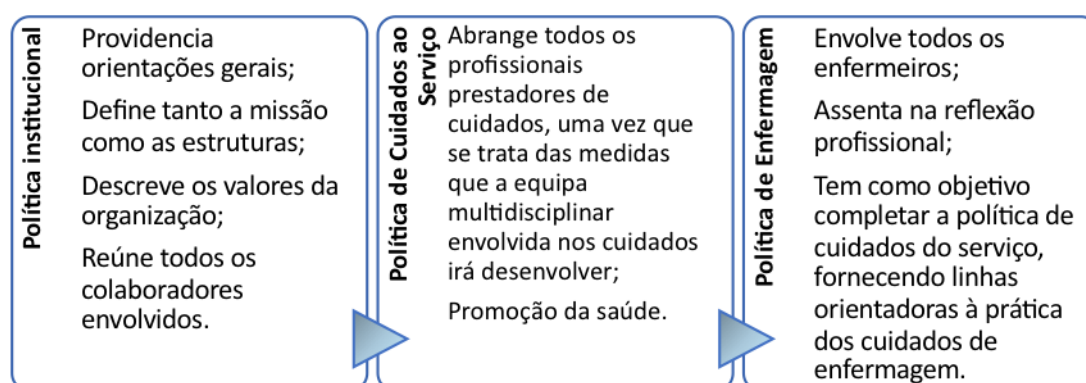 Política institucional
Providencia
orientações gerais;
Define tanto a missão
como as estruturas;
Descreve os valores da
organização;
Reúne todos os
colaboradores
envolvidos.
Política de Cuidados ao
Serviço
Abrange todos os
profissionais
prestadores de
cuidados, uma vez que
se trata das medidas
que a equipa
multidisciplinar
envolvida nos cuidados
irá desenvolver;
Promoção da saúde.
Política de Enfermagem
Envolve todos os
enfermeiros;
Assenta na reflexão
profissional;
Tem como objetivo
completar a política de
cuidados do serviço,
fornecendo linhas
orientadoras à prática
dos cuidados de
enfermagem.